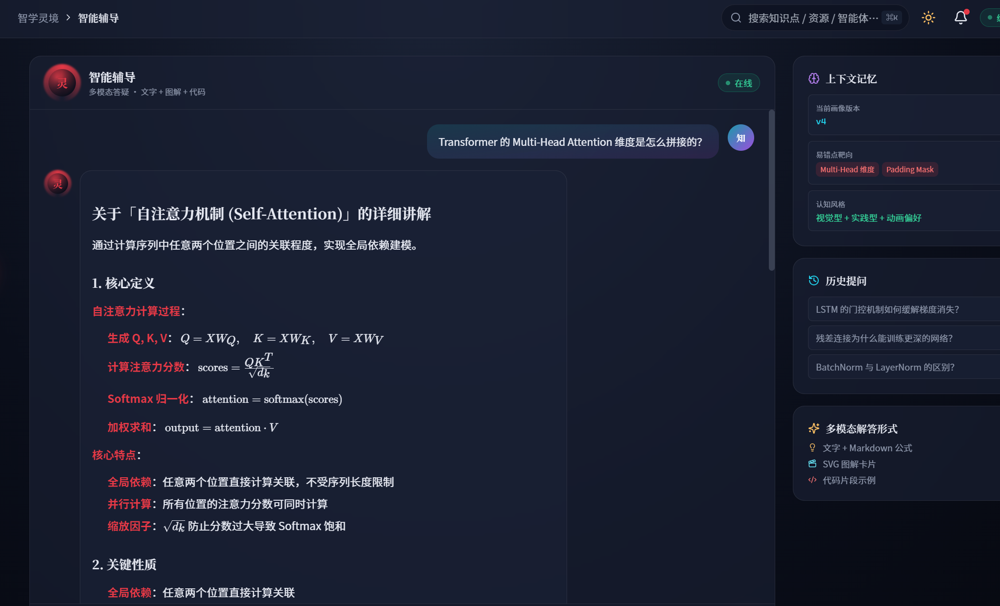 智学灵境 > 智能辅导
搜索知识点 / 资源 / 智能体… ⌘K
灵
智能辅导
多模态答疑 · 文字 + 图解 + 代码
在线
Transformer 的 Multi-Head Attention 维度是怎么拼接的?
知
灵
关于「自注意力机制 (Self-Attention)」的详细讲解
通过计算序列中任意两个位置之间的关联程度，实现全局依赖建模。
1. 核心定义
自注意力计算过程：
生成 Q, K, V： Q = XW_Q, K = XW_K, V = XW_V
计算注意力分数： scores = QK^T / √dk
Softmax 归一化： attention = softmax(scores)
加权求和： output = attention · V
核心特点：
全局依赖：任意两个位置直接计算关联，不受序列长度限制
并行计算：所有位置的注意力分数可同时计算
缩放因子：√dk 防止分数过大导致 Softmax 饱和
2. 关键性质
全局依赖：任意两个位置直接计算关联
上下文记忆
当前画像版本
v4
易错点靶向
Multi-Head 维度 Padding Mask
认知风格
视觉型 + 实践型 + 动画偏好
历史提问
LSTM 的门控机制如何缓解梯度消失?
残差连接为什么能训练更深的网络?
BatchNorm 与 LayerNorm 的区别?
多模态解答形式
文字 + Markdown 公式
SVG 图解卡片
代码片段示例